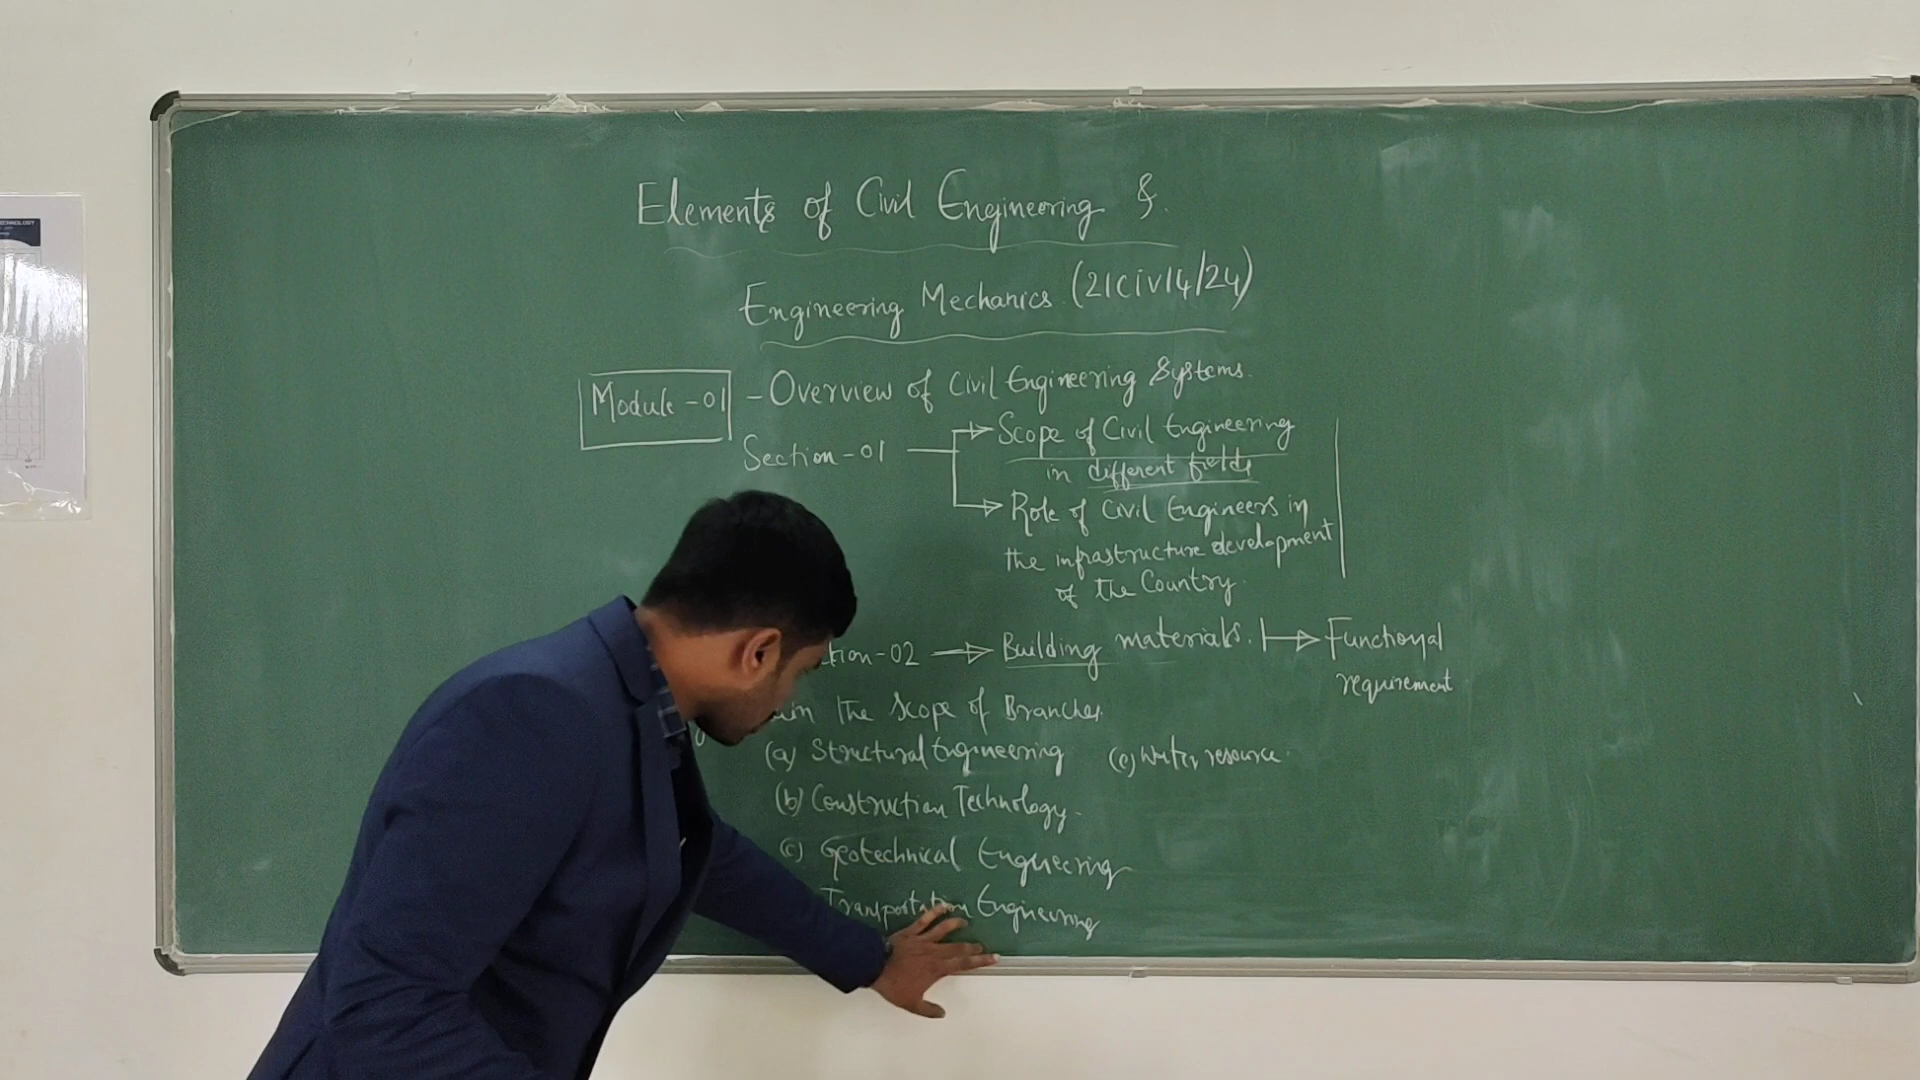 Elements of Civil Engineering &
Engineering Mechanics (21CIV14/24)
Module -01 - Overview of Civil Engineering Systems.
Section-01
Scope of Civil Engineering
in different fields
Role of Civil Engineers in
the infrastructure development
of the Country.
tion-02 Building materials. Functional
requirement
ain the scope of Branches.
(a) Structural Engineering (e) Water resource.
(b) Construction Technology.
(c) Geotechnical Engineering
Transportation Engineering